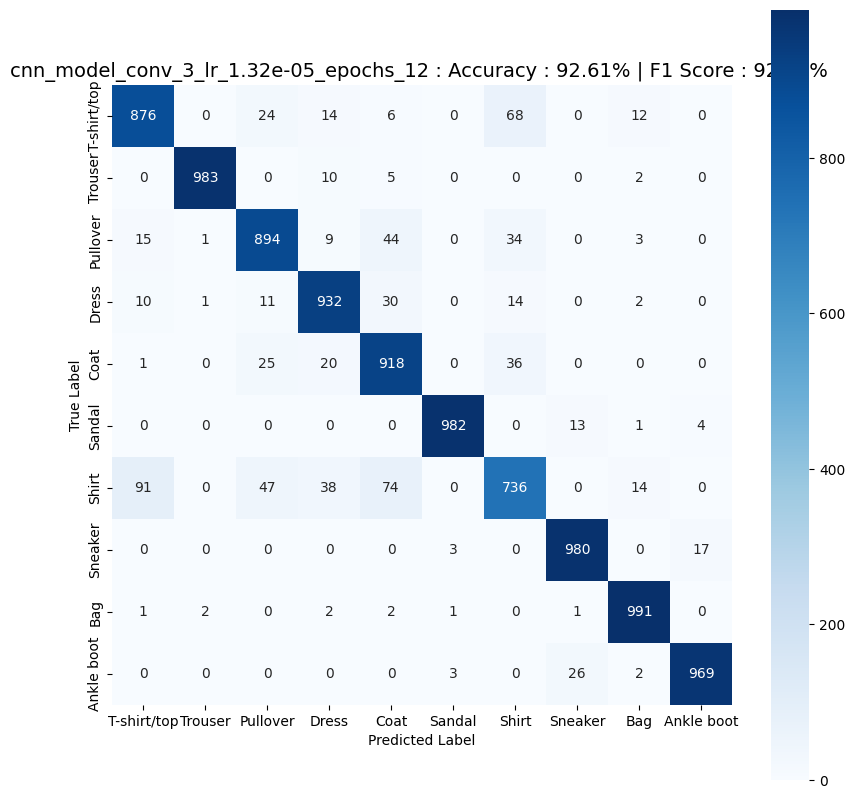 cnn_model_conv_3_lr_1.32e-05_epochs_12 : Accuracy : 92.61% | F1 Score : 92 %
T-shirt/top 876 0 24 14 6 0 68 0 12 0
Trouser 0 983 0 10 5 0 0 0 2 0
Pullover 15 1 894 9 44 0 34 0 3 0
Dress 10 1 11 932 30 0 14 0 2 0
Coat 1 0 25 20 918 0 36 0 0 0
Sandal 0 0 0 0 0 982 0 13 1 4
Shirt 91 0 47 38 74 0 736 0 14 0
Sneaker 0 0 0 0 0 3 0 980 0 17
Bag 1 2 0 2 2 1 0 1 991 0
Ankle boot 0 0 0 0 0 3 0 26 2 969
True Label
T-shirt/top Trouser Pullover Dress Coat Sandal Shirt Sneaker Bag Ankle boot
Predicted Label
800
600
400
200
0